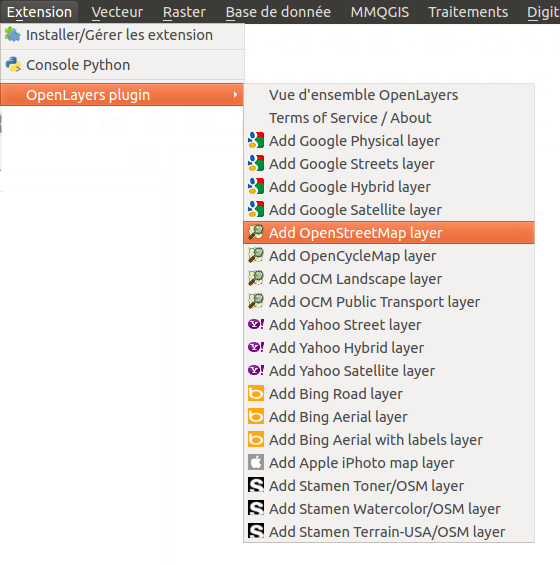 Extension Vecteur Raster Base de donnée MMQGIS Traitements Digit
Installer/Gérer les extension
Console Python
OpenLayers plugin
Vue d'ensemble OpenLayers
Terms of Service / About
Add Google Physical layer
Add Google Streets layer
Add Google Hybrid layer
Add Google Satellite layer
Add OpenStreetMap layer
Add OpenCycleMap layer
Add OCM Landscape layer
Add OCM Public Transport layer
Y! Add Yahoo Street layer
Y! Add Yahoo Hybrid layer
Y! Add Yahoo Satellite layer
Add Bing Road layer
Add Bing Aerial layer
Add Bing Aerial with labels layer
Add Apple iPhoto map layer
S Add Stamen Toner/OSM layer
S Add Stamen Watercolor/OSM layer
S Add Stamen Terrain-USA/OSM layer